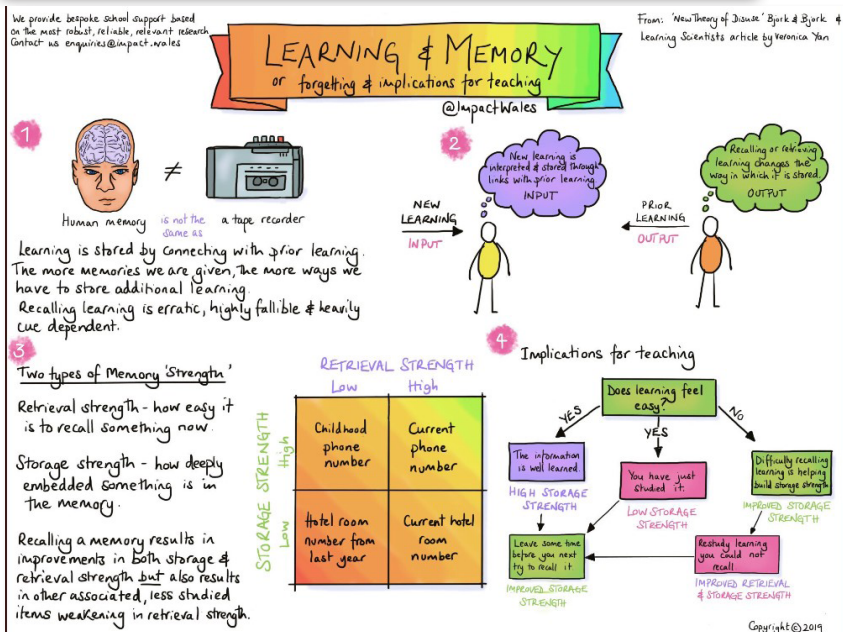 We provide bespoke school support based
on the most robust, reliable, relevant research
Contact us enquiries@impact.wales
From: 'New Theory of Disuse' Bjork & Bjork &
Learning Scientists article by Veronica Yan
LEARNING & MEMORY
or forgetting & implications for teaching
@ImpactWales
1
Human memory
is not the
same as
a tape recorder
≠
Learning is stored by connecting with prior learning.
The more memories we are given, the more ways we
have to store additional learning.
Recalling learning is erratic, highly fallible & heavily
cue dependent.
2
NEW
LEARNING
INPUT
New learning is
interpreted & stored through
links with prior learning.
INPUT
PRIOR
LEARNING
OUTPUT
Recalling or retrieving
learning changes the
way in which it is stored.
OUTPUT
3
Two types of Memory 'Strength'
Retrieval strength - how easy it
is to recall something now.
Storage strength - how deeply
embedded something is in
the memory.
Recalling a memory results in
improvements in both storage &
retrieval strength but also results
in other associated, less studied
items weakening in retrieval strength.
RETRIEVAL STRENGTH
Low
High
STORAGE STRENGTH
High
Low
Childhood
phone
number
Current
phone
number
Hotel room
number from
last year
Current hotel
room
number
4
Implications for teaching
Does learning feel
easy?
YES
YES
NO
The information
is well learned.
HIGH STORAGE
STRENGTH
You have just
studied it.
LOW STORAGE
STRENGTH
Difficulty recalling
learning is helping
build storage strength
IMPROVED STORAGE
STRENGTH
Leave some time
before you next
try to recall it
IMPROVED STORAGE
STRENGTH
Restudy learning
you could not
recall
IMPROVED RETRIEVAL
& STORAGE STRENGTH
Copyright © 2019